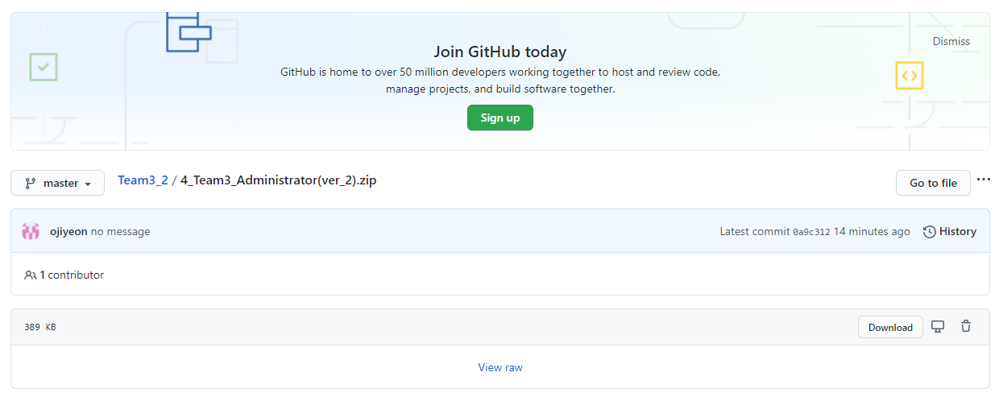 Dismiss
Join GitHub today
GitHub is home to over 50 million developers working together to host and review code,
manage projects, and build software together.
Sign up
master
Team3_2 / 4_Team3_Administrator(ver_2).zip
Go to file
ojiyeon no message
Latest commit 0a9c312 14 minutes ago
History
1 contributor
389 KB
Download
View raw